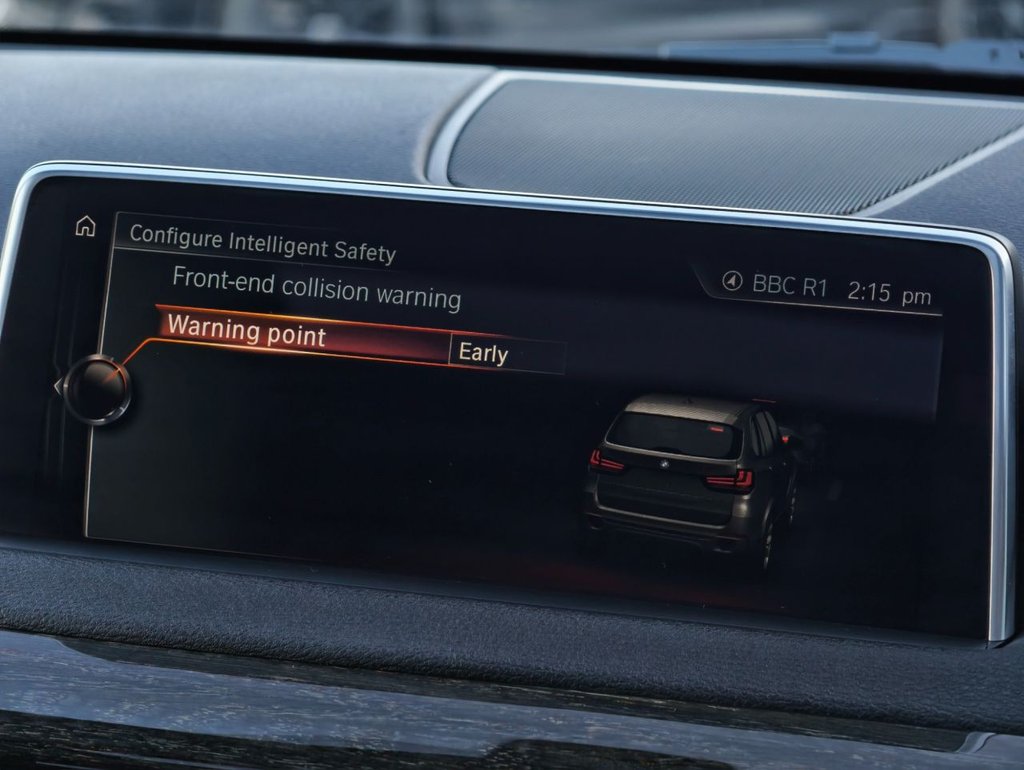 Configure Intelligent Safety
Front-end collision warning
BBC R1 2:15 pm
Warning point Early